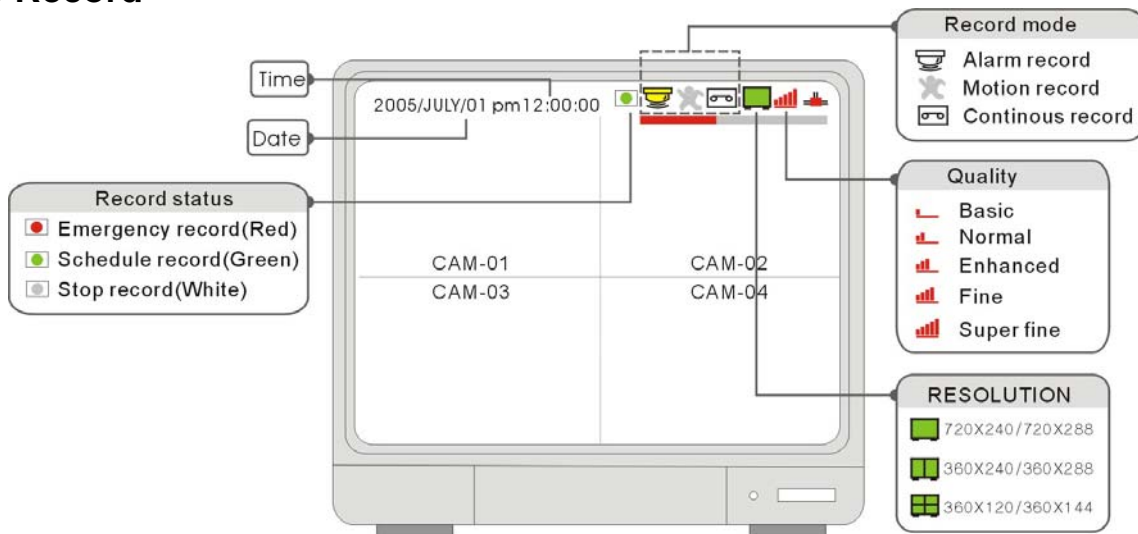 Record
Time
Date
2005/JULY/01 pm12:00:00
Record status
Emergency record(Red)
Schedule record(Green)
Stop record(White)
CAM-01
CAM-02
CAM-03
CAM-04
Record mode
Alarm record
Motion record
Continous record
Quality
Basic
Normal
Enhanced
Fine
Super fine
RESOLUTION
720X240/720X288
360X240/360X288
360X120/360X144